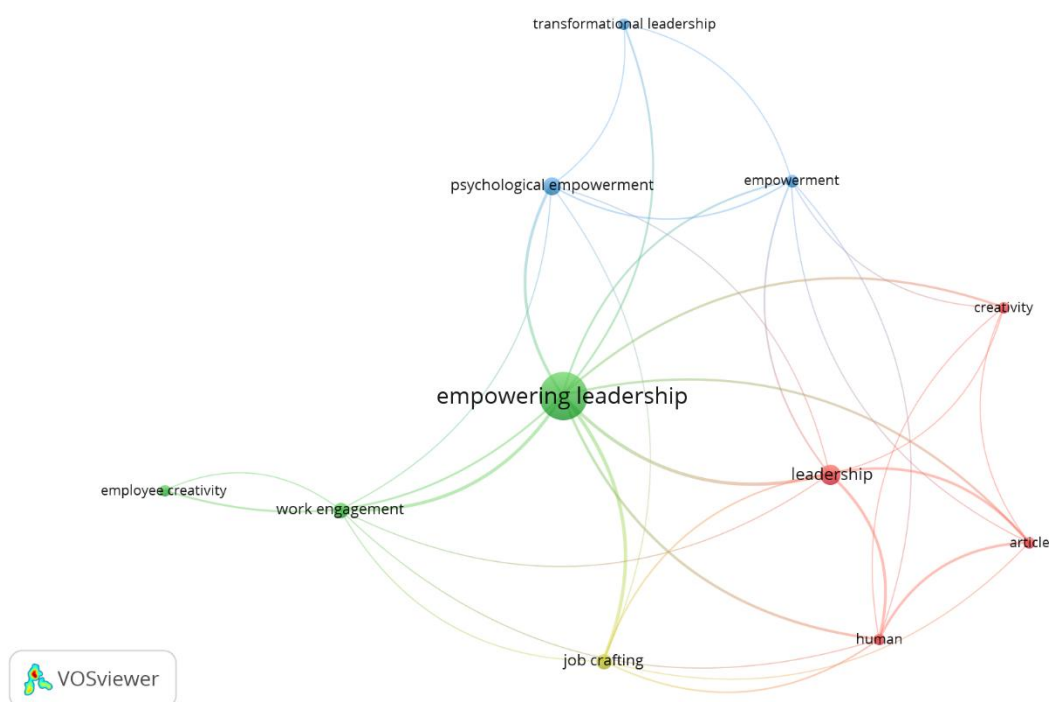 transformational leadership
psychological empowerment
empowerment
creativity
empowering leadership
leadership
employee creativity
work engagement
article
human
job crafting
VOSviewer